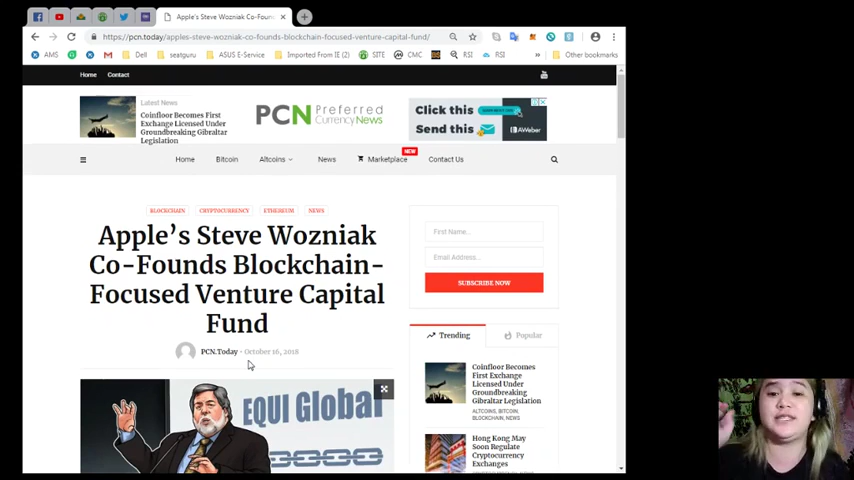 Apple's Steve Wozniak Co-Foun
https://pcn.today/apples-steve-wozniak-co-founds-blockchain-focused-venture-capital-fund/
AMS
Dell
seatguru
ASUS E-Service
Imported From IE (2)
SITE
CMC
RSI
RSI
»
Other bookmarks
Home
Contact
Latest News
Coinfloor Becomes First
Exchange Licensed Under
Groundbreaking Gibraltar
Legislation
PCN Preferred
Currency News
Click this
Send this
AWeber
Home
Bitcoin
Altcoins
News
Marketplace
NEW
Contact Us
BLOCKCHAIN
CRYPTOCURRENCY
ETHEREUM
NEWS
Apple's Steve Wozniak
Co-Founds Blockchain-
Focused Venture Capital
Fund
PCN.Today - October 16, 2018
EQUI Global
First Name...
Email Address...
SUBSCRIBE NOW
Trending
Popular
Coinfloor Becomes
First Exchange
Licensed Under
Groundbreaking
Gibraltar Legislation
ALTCOINS, BITCOIN,
BLOCKCHAIN, NEWS
Hong Kong May
Soon Regulate
Cryptocurrency
Exchanges